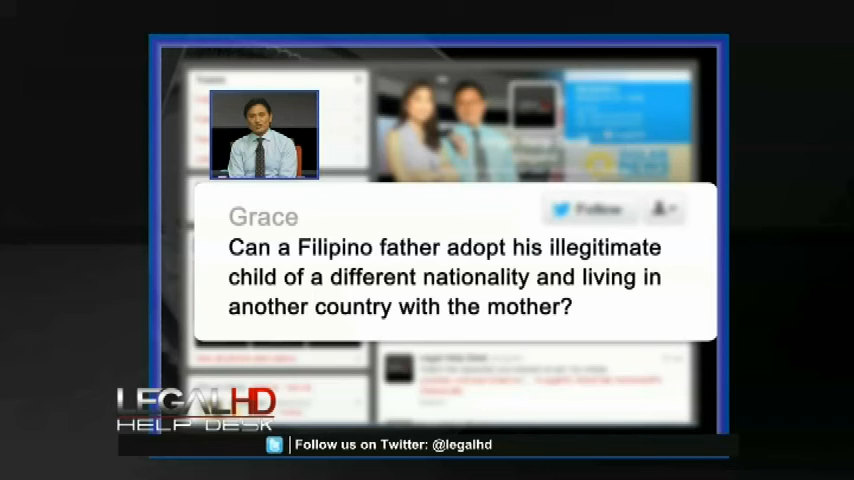 Grace
Follow
Can a Filipino father adopt his illegitimate
child of a different nationality and living in
another country with the mother?
LEGALHD
HELP DESK
Follow us on Twitter: @legalhd